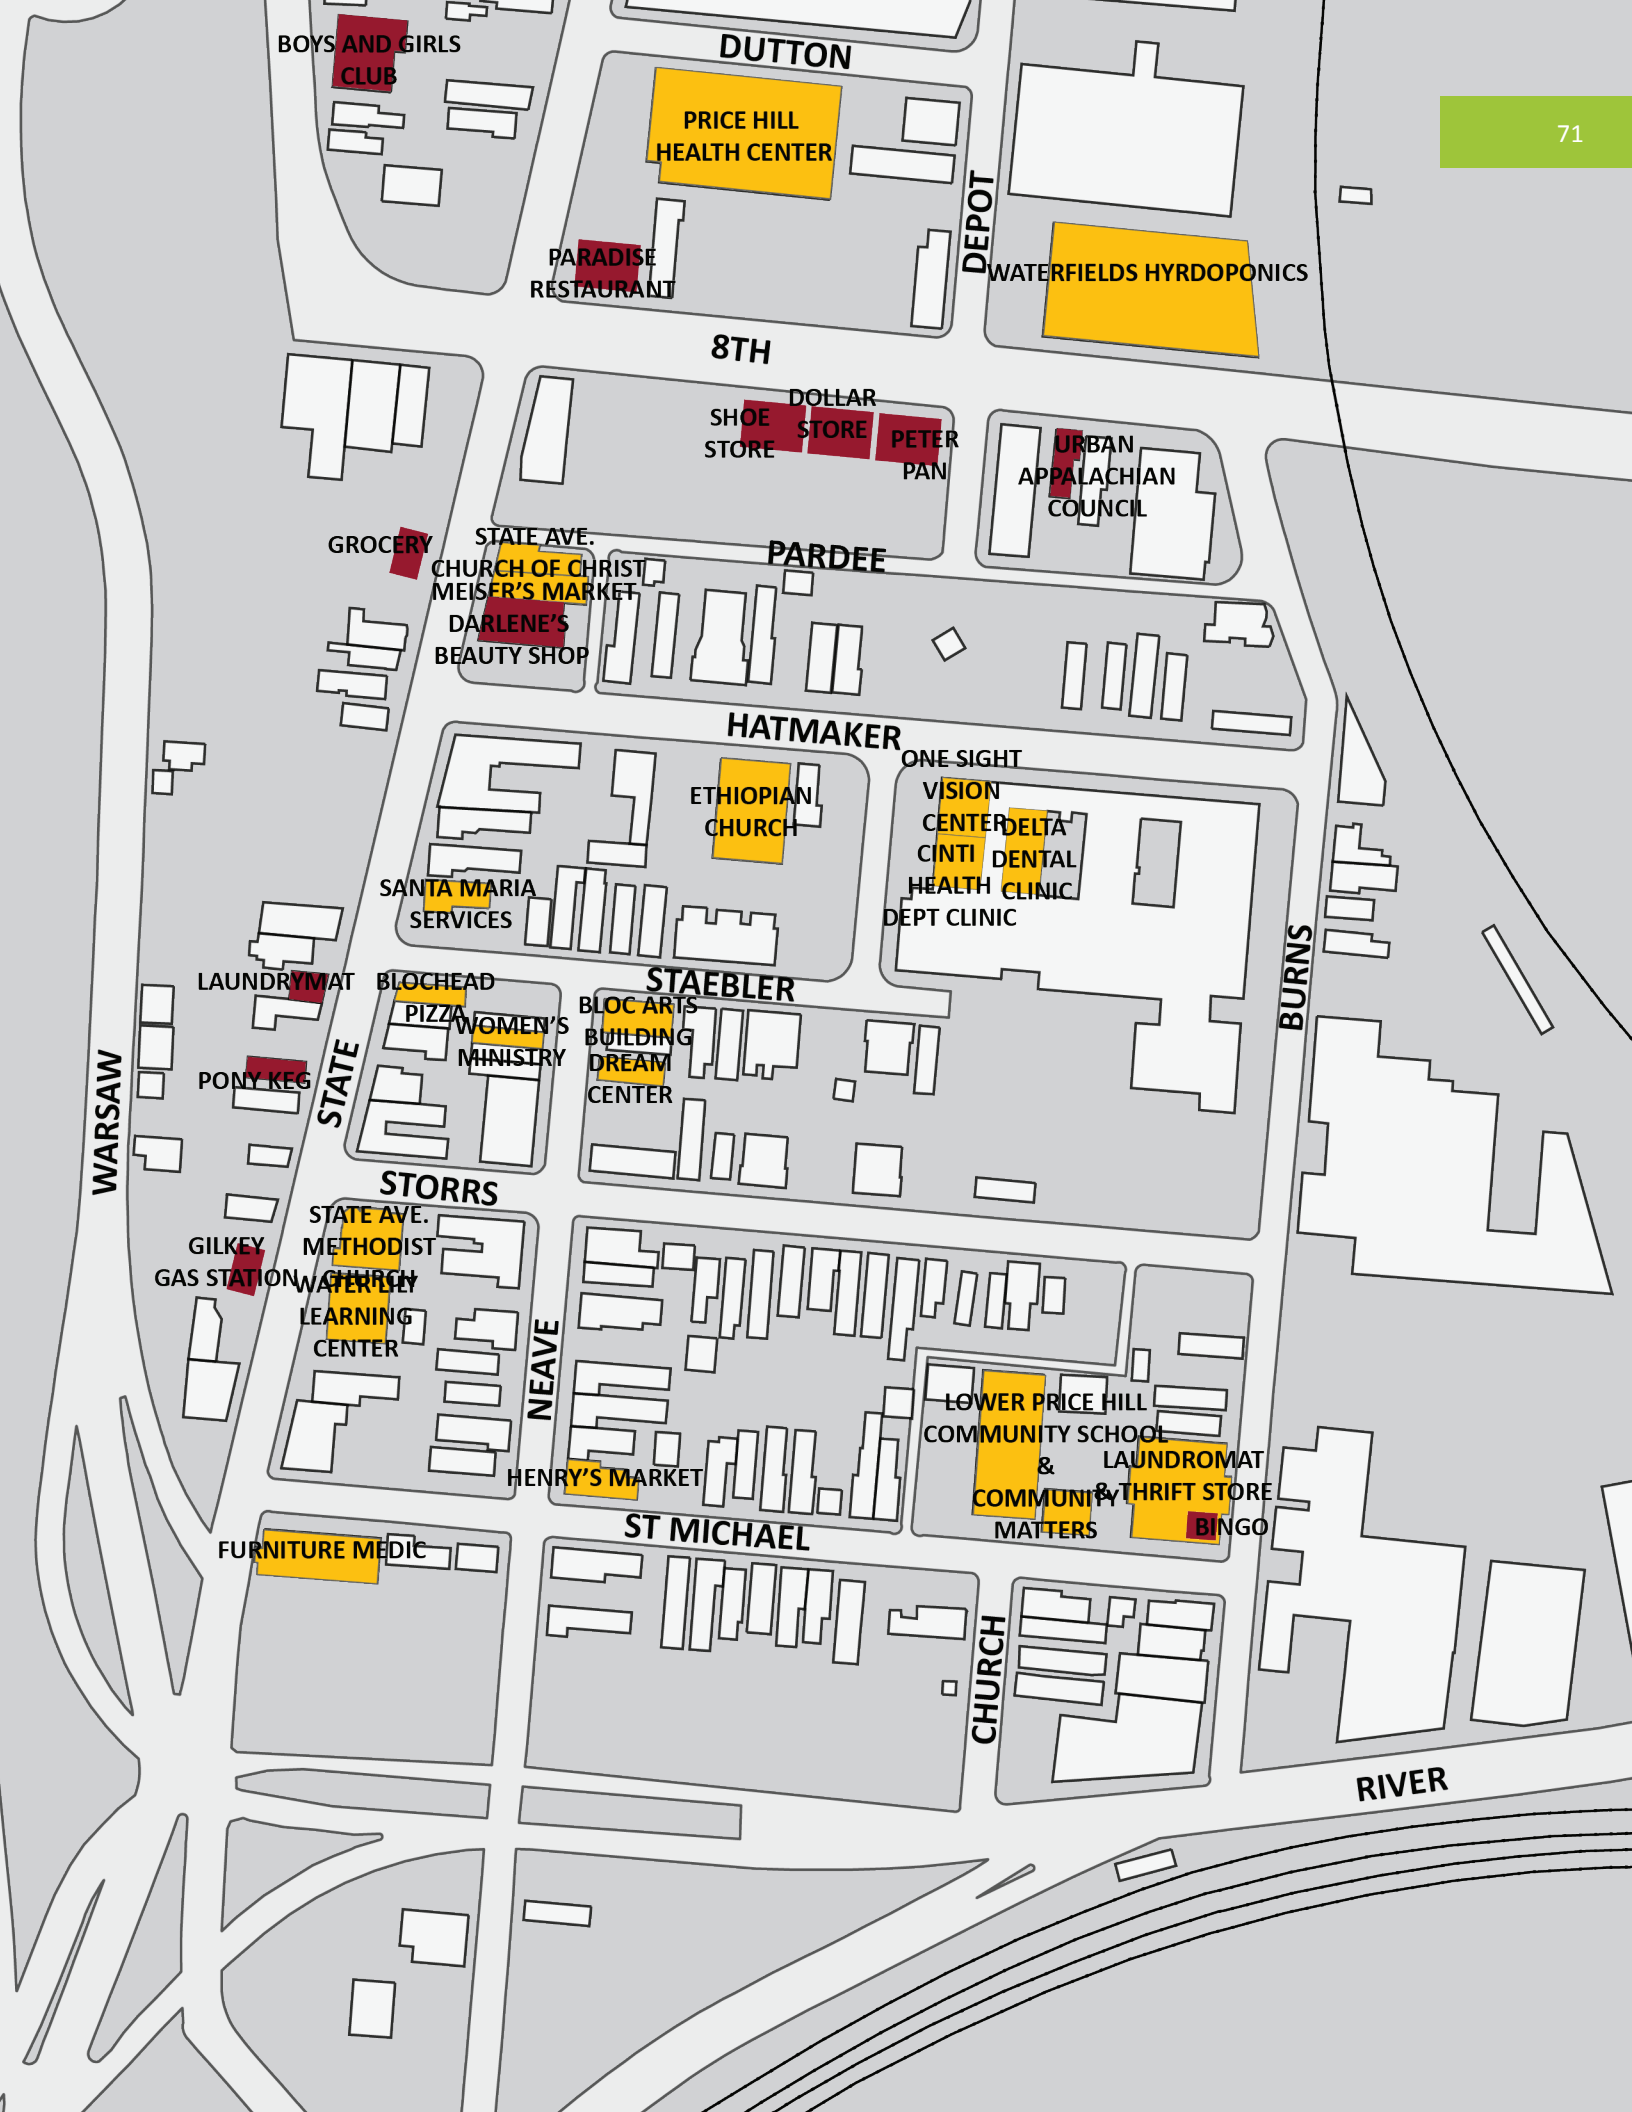 BOYS AND GIRLS
CLUB
DUTTON
PRICE HILL
HEALTH CENTER
71
DEPOT
PARADISE
RESTAURANT
WATERFIELDS HYRDOPONICS
8TH
SHOE
STORE
DOLLAR
STORE
PETER
PAN
URBAN
APPALACHIAN
COUNCIL
GROCERY
STATE AVE.
CHURCH OF CHRIST
MEISER'S MARKET
DARLENE'S
BEAUTY SHOP
PARDEE
HATMAKER
ETHIOPIAN
CHURCH
ONE SIGHT
VISION
CENTER
CINTI
HEALTH
DEPT CLINIC
DELTA
DENTAL
CLINIC
SANTA MARIA
SERVICES
LAUNDRYMAT
BLOCHEAD
PIZZA
STAEBLER
BURNS
WOMEN'S
MINISTRY
BLOC ARTS
BUILDING
DREAM
CENTER
PONY KEG
STATE
WARSAW
STORRS
STATE AVE.
METHODIST
CHURCH
GILKEY
GAS STATION
WATER LILY
LEARNING
CENTER
NEAVE
LOWER PRICE HILL
COMMUNITY SCHOOL
&
COMMUNITY
MATTERS
LAUNDROMAT
& THRIFT STORE
BINGO
HENRY'S MARKET
ST MICHAEL
FURNITURE MEDIC
CHURCH
RIVER